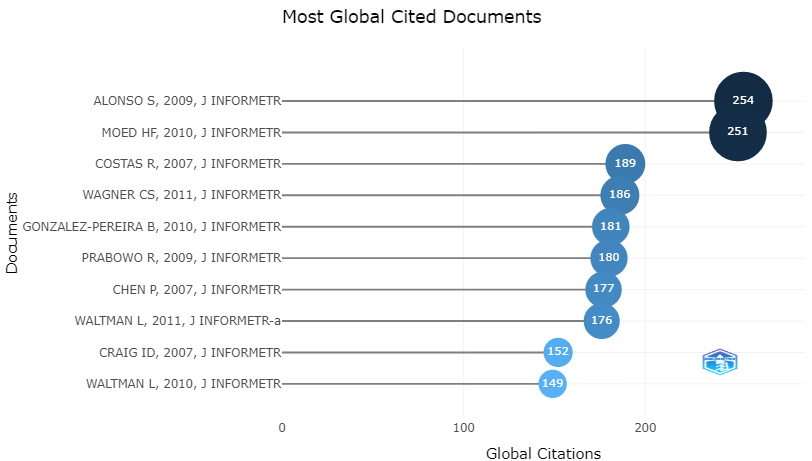 Most Global Cited Documents
Documents
ALONSO S, 2009, J INFORMETR 254
MOED HF, 2010, J INFORMETR 251
COSTAS R, 2007, J INFORMETR 189
WAGNER CS, 2011, J INFORMETR 186
GONZALEZ-PEREIRA B, 2010, J INFORMETR 181
PRABOWO R, 2009, J INFORMETR 180
CHEN P, 2007, J INFORMETR 177
WALTMAN L, 2011, J INFORMETR-a 176
CRAIG ID, 2007, J INFORMETR 152
WALTMAN L, 2010, J INFORMETR 149
0 100 200
Global Citations